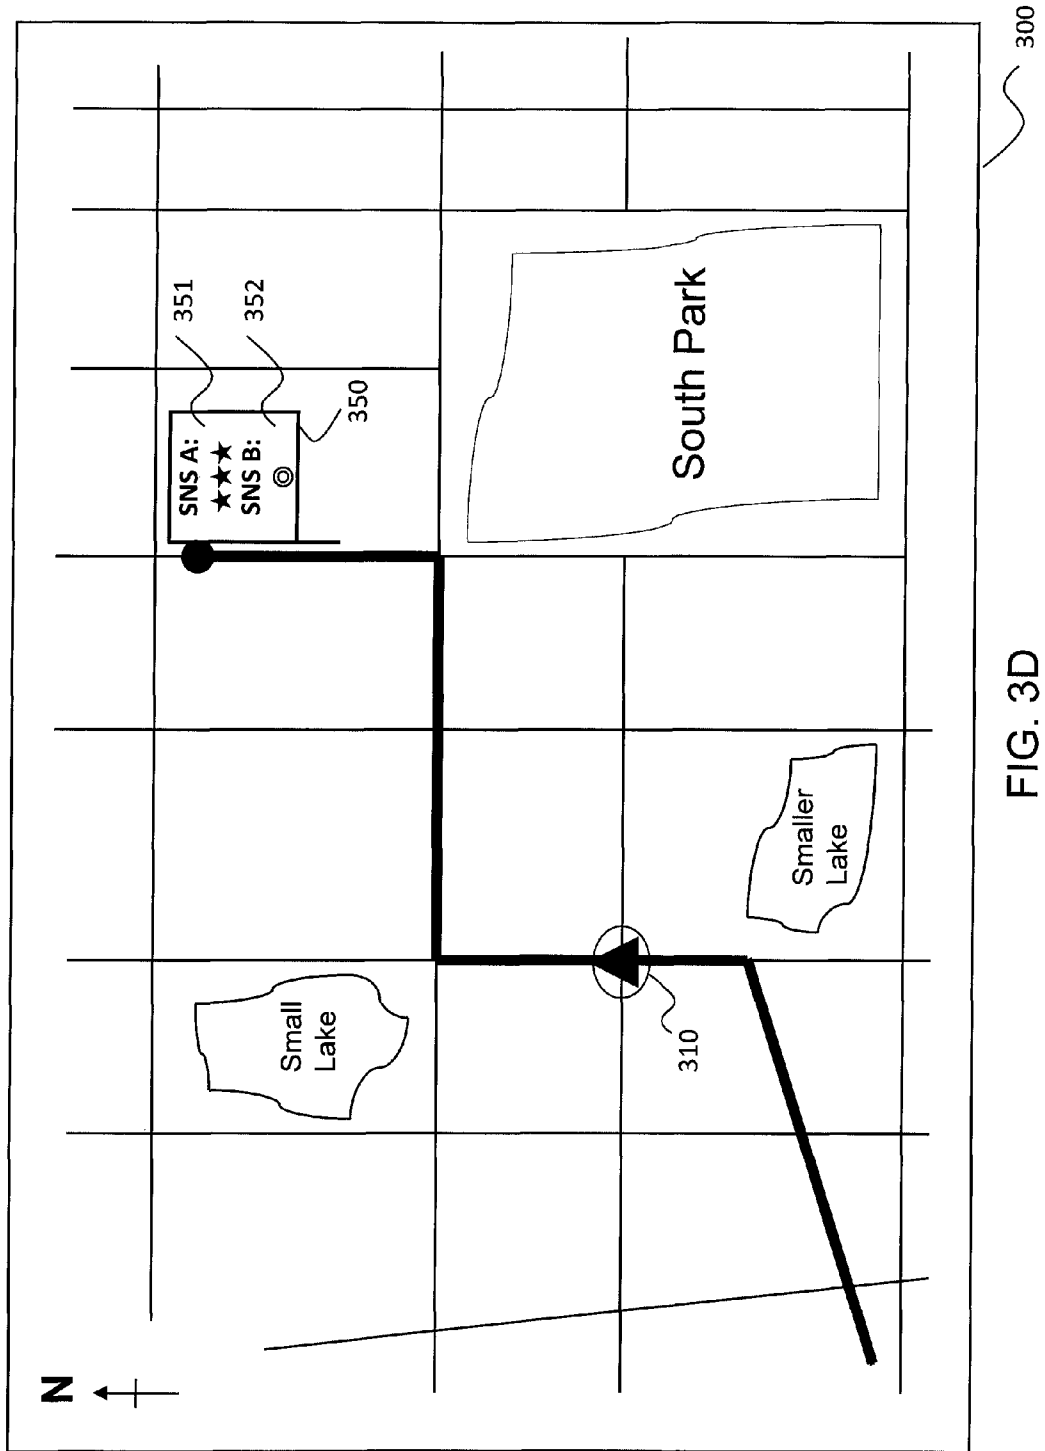 N
SNS A:
★★★
SNS B:
◎
351
352
350
Small
Lake
South Park
310
Smaller
Lake
300
FIG. 3D